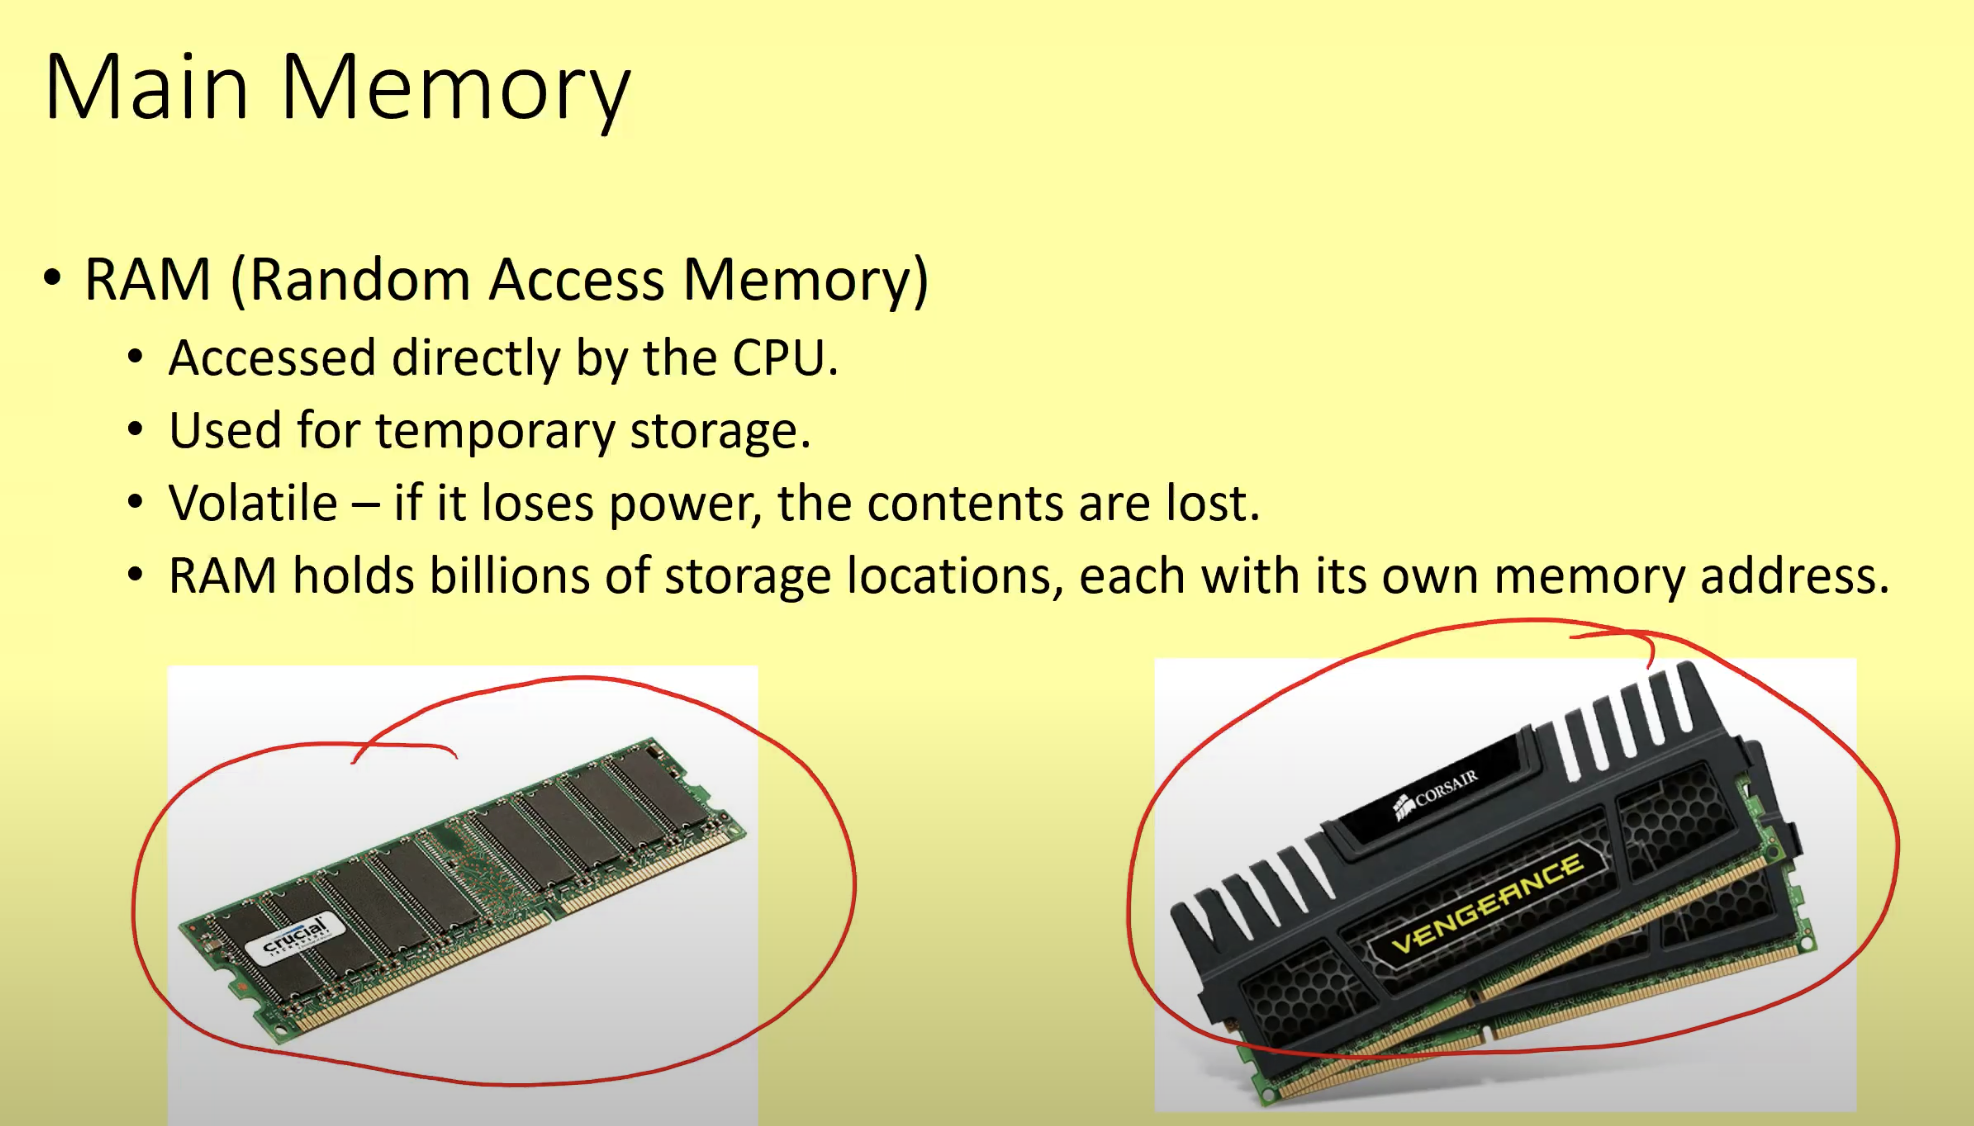 Main Memory
• RAM (Random Access Memory)
• Accessed directly by the CPU.
• Used for temporary storage.
• Volatile – if it loses power, the contents are lost.
• RAM holds billions of storage locations, each with its own memory address.
crucial
CORSAIR
VENGEANCE